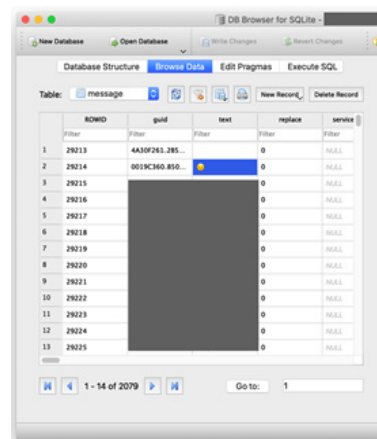 DB Browser for SQLite -
New Database Open Database Write Changes Revert Changes
Database Structure Browse Data Edit Pragmas Execute SQL
Table: message New Record Delete Record
ROWID guid text replace service
Filter Filter Filter Filter Filter
1 29213 4A30F261.285... 0 NULL
2 29214 0019C360.850... 😀 0 NULL
3 29215 0 NULL
4 29216 0 NULL
5 29217 0 NULL
6 29218 0 NULL
7 29219 0 NULL
8 29220 0 NULL
9 29221 0 NULL
10 29222 0 NULL
11 29223 0 NULL
12 29224 0 NULL
13 29225 0 NULL
1 - 14 of 2079 Go to: 1